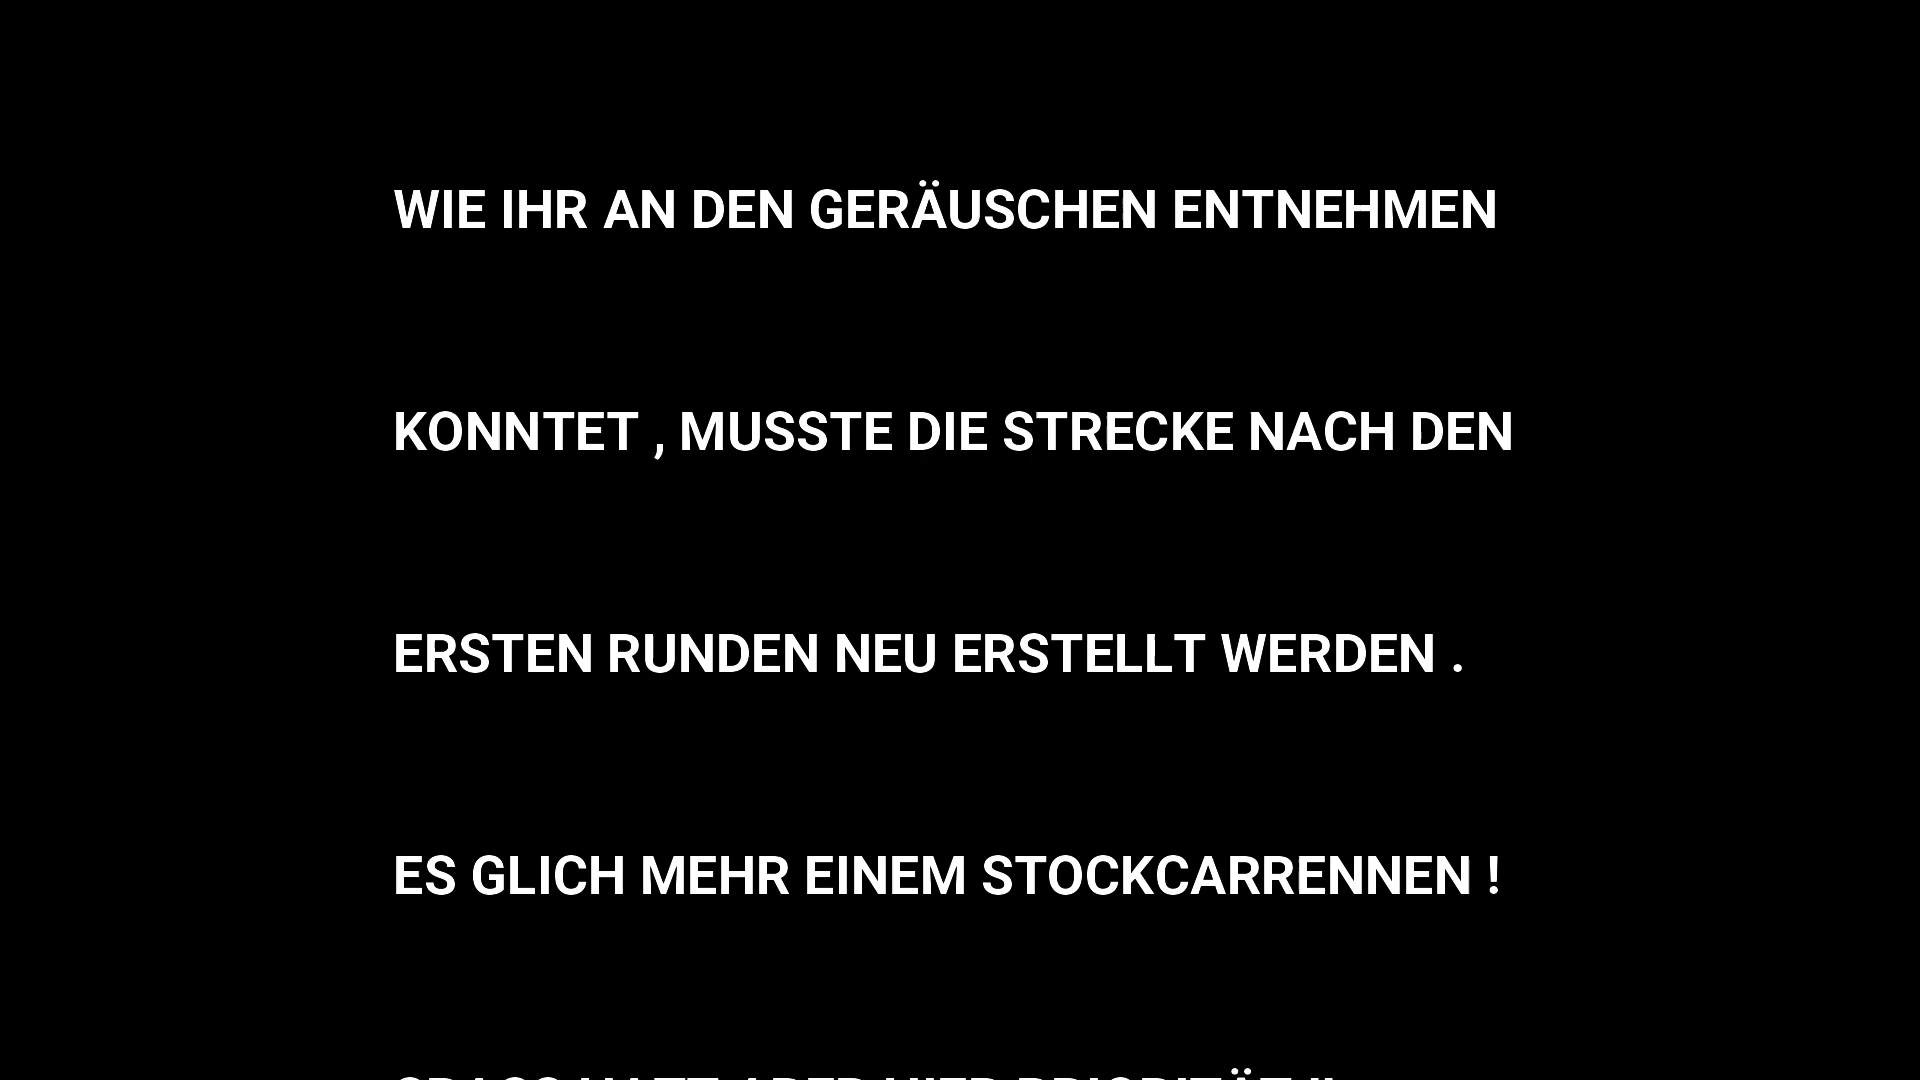 WIE IHR AN DEN GERÄUSCHEN ENTNEHMEN
KONNTET , MUSSTE DIE STRECKE NACH DEN
ERSTEN RUNDEN NEU ERSTELLT WERDEN .
ES GLICH MEHR EINEM STOCKCARRENNEN !